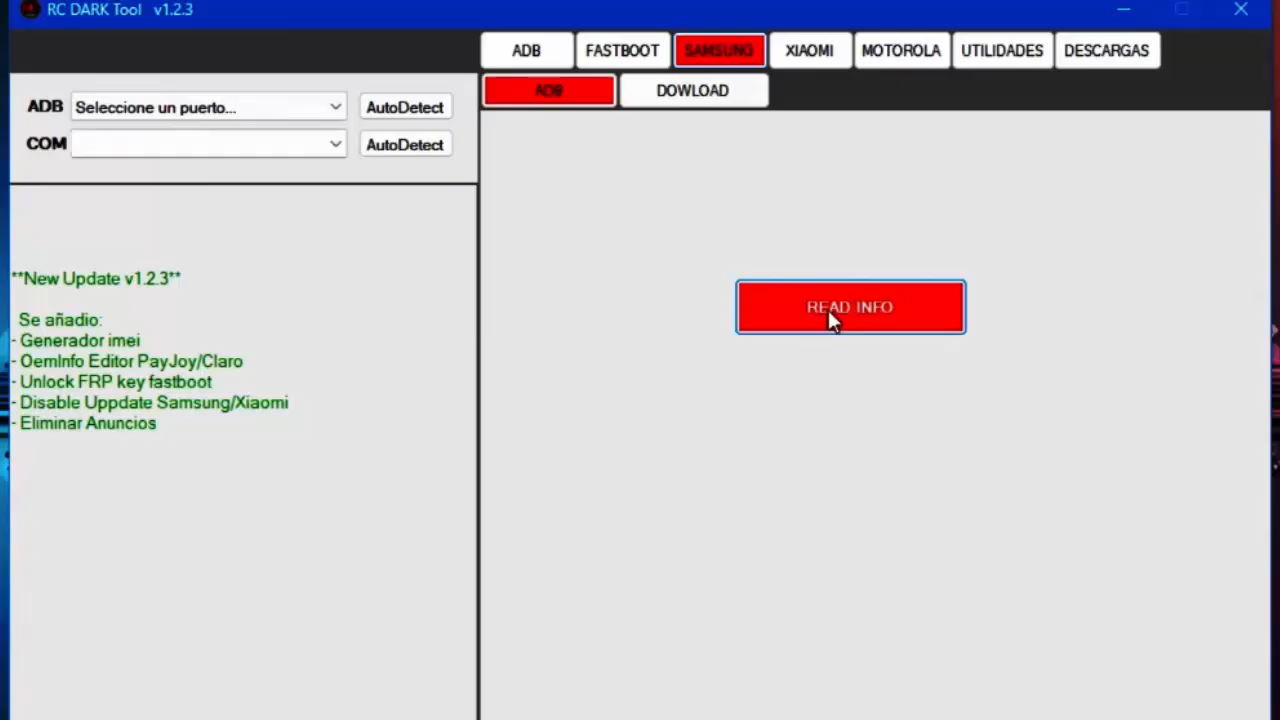 RC DARK Tool v1.2.3
ADB FASTBOOT SAMSUNG XIAOMI MOTOROLA UTILIDADES DESCARGAS
ADB DOWLOAD
ADB Seleccione un puerto... AutoDetect
COM AutoDetect
**New Update v1.2.3**
Se añadio:
- Generador imei
- OemInfo Editor PayJoy/Claro
- Unlock FRP key fastboot
- Disable Uppdate Samsung/Xiaomi
- Eliminar Anuncios
READ INFO